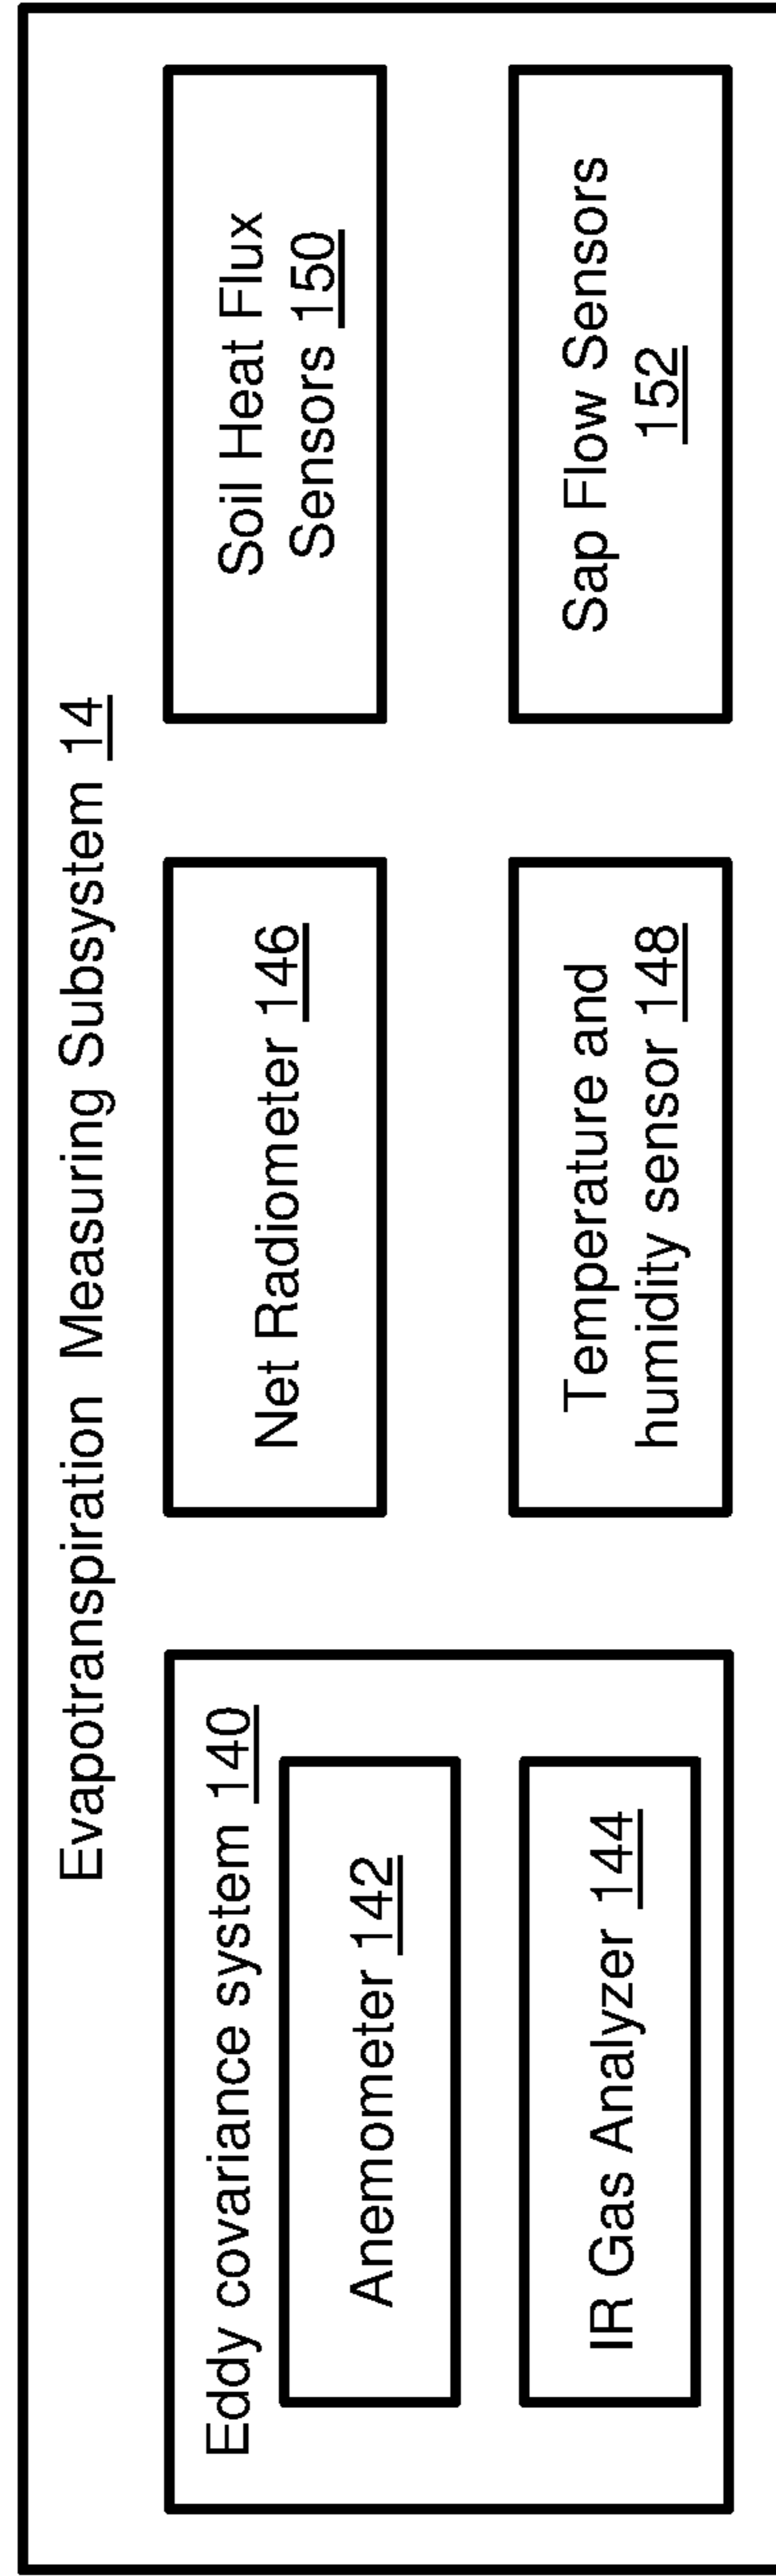 Evapotranspiration Measuring Subsystem 14
Eddy covariance system 140
Anemometer 142
IR Gas Analyzer 144
Net Radiometer 146
Temperature and
humidity sensor 148
Soil Heat Flux
Sensors 150
Sap Flow Sensors
152